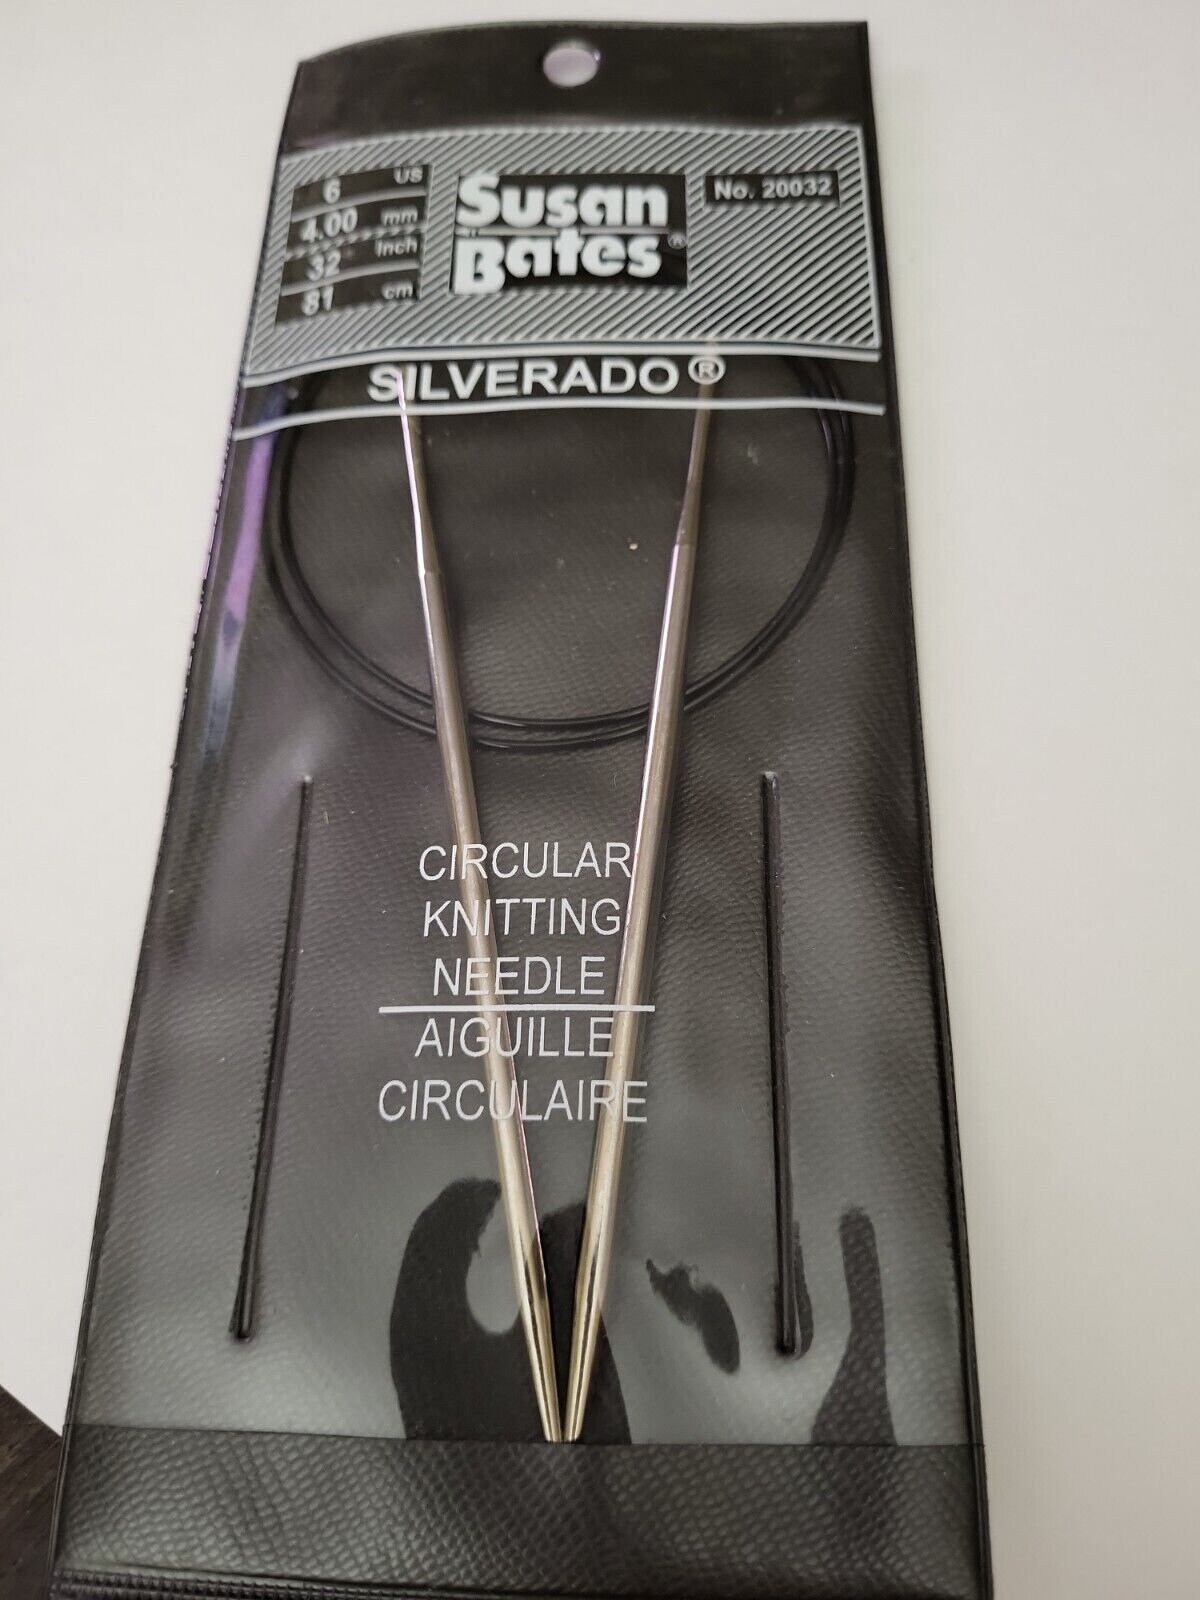 6 US
4.00 mm
32 Inch
81 cm
Susan
Bates®
No. 20032
SILVERADO®
CIRCULAR
KNITTING
NEEDLE
AIGUILLE
CIRCULAIRE